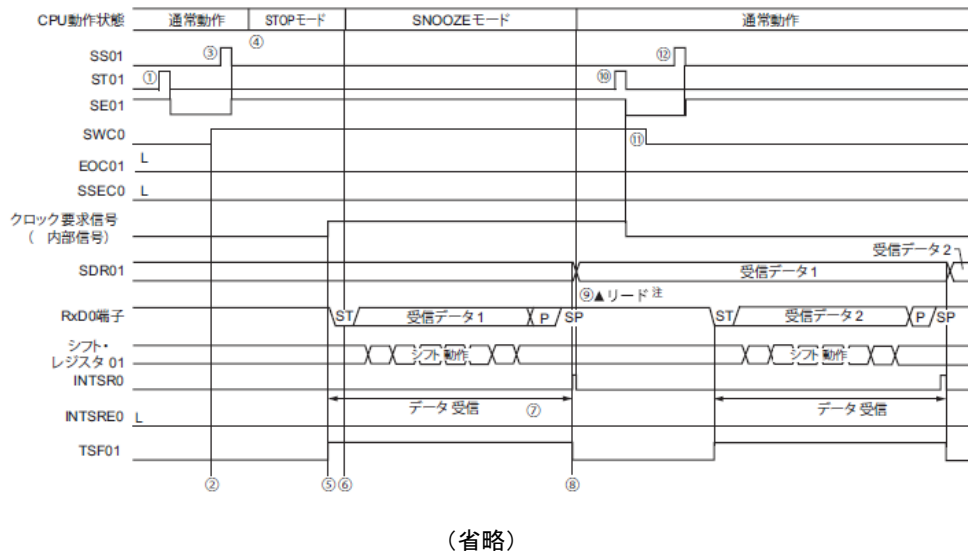 CPU動作状態 通常動作 STOPモード SNOOZEモード 通常動作
③ ④ ⑫
SS01
① ⑩
ST01
SE01
SWC0 ⑪
EOC01 L
SSEC0 L
クロック要求信号
( 内部信号)
受信データ2
SDR01 受信データ1
⑨▲リード 注
RxD0端子 ST 受信データ1 P SP ST 受信データ2 P SP
シフト・
レジスタ 01 シフト動作 シフト動作
INTSR0
データ受信 ⑦ データ受信
INTSRE0 L
TSF01
② ⑤ ⑥ ⑧
(省略)